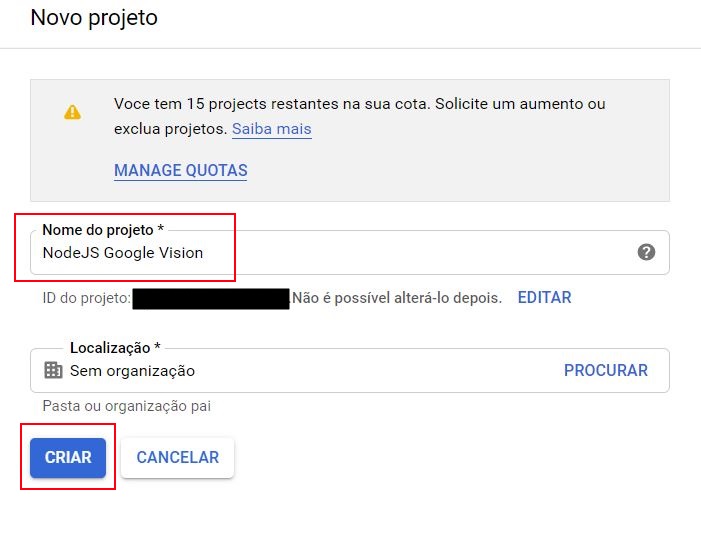 Novo projeto
Voce tem 15 projects restantes na sua cota. Solicite um aumento ou
exclua projetos. Saiba mais
MANAGE QUOTAS
Nome do projeto *
NodeJS Google Vision
ID do projeto: .Não é possível alterá-lo depois. EDITAR
Localização *
Sem organização PROCURAR
Pasta ou organização pai
CRIAR CANCELAR